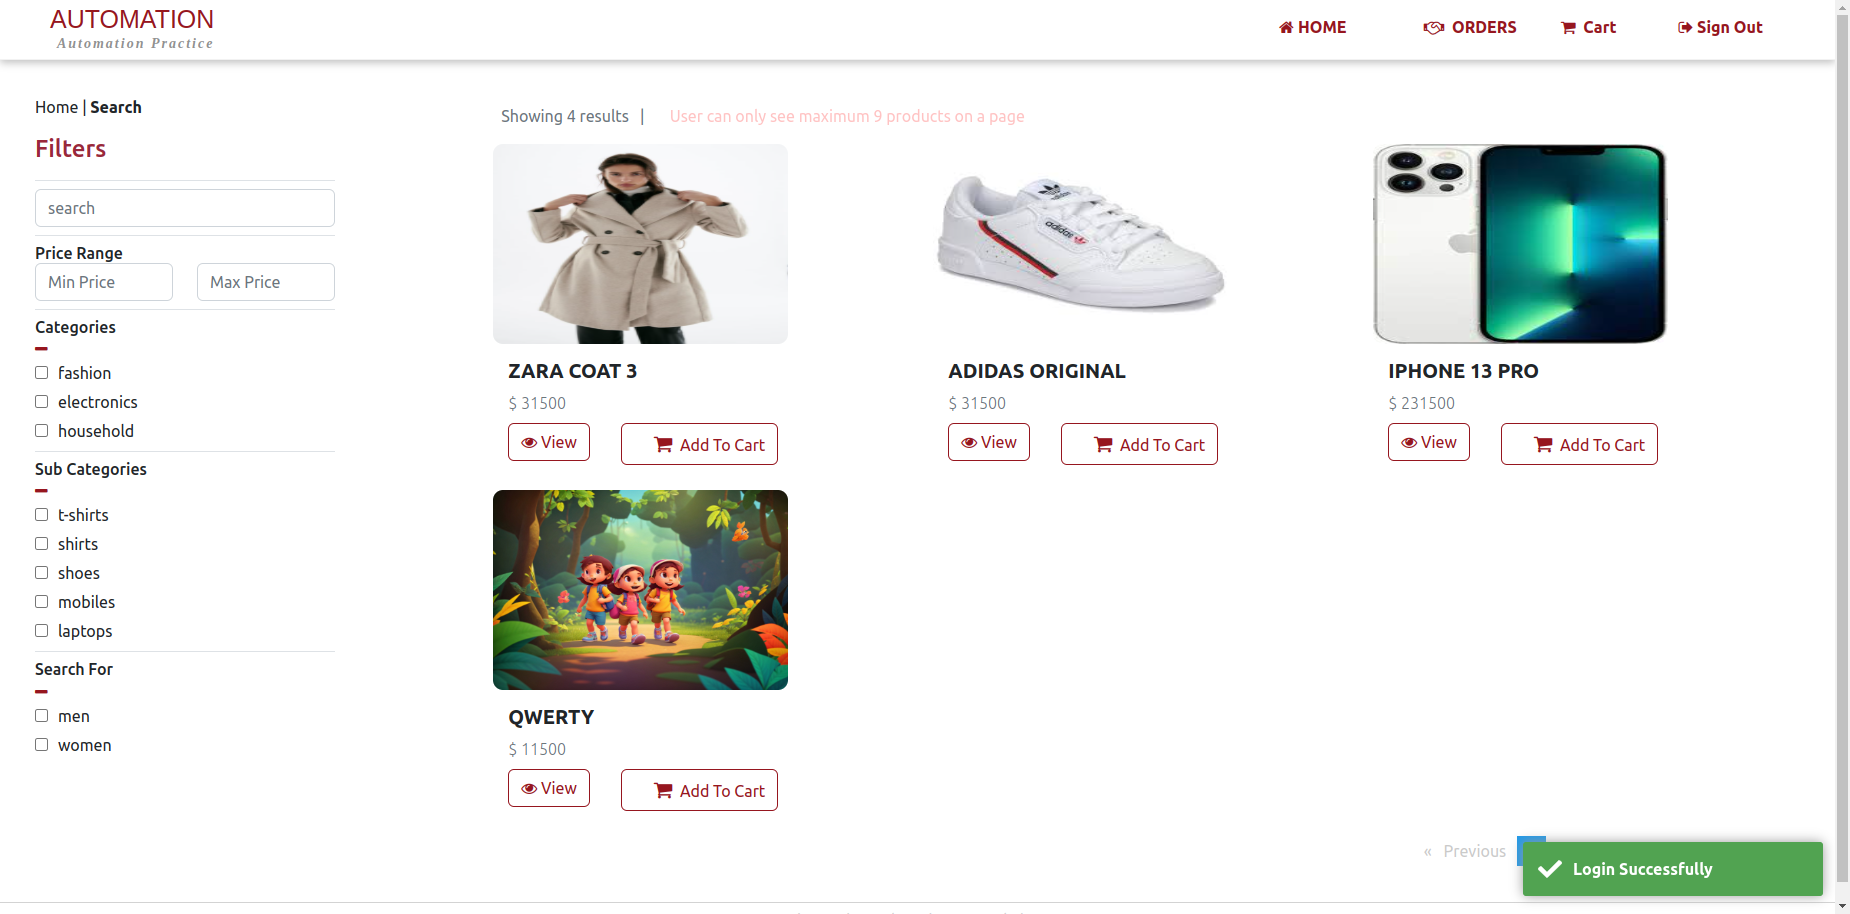 AUTOMATION
Automation Practice
HOME
ORDERS
Cart
Sign Out
Home | Search
Filters
search
Price Range
Min Price
Max Price
Categories
fashion
electronics
household
Sub Categories
t-shirts
shirts
shoes
mobiles
laptops
Search For
men
women
Showing 4 results |
User can only see maximum 9 products on a page
adidas
ZARA COAT 3
$ 31500
View
Add To Cart
ADIDAS ORIGINAL
$ 31500
View
Add To Cart
IPHONE 13 PRO
$ 231500
View
Add To Cart
QWERTY
$ 11500
View
Add To Cart
« Previous
Login Successfully